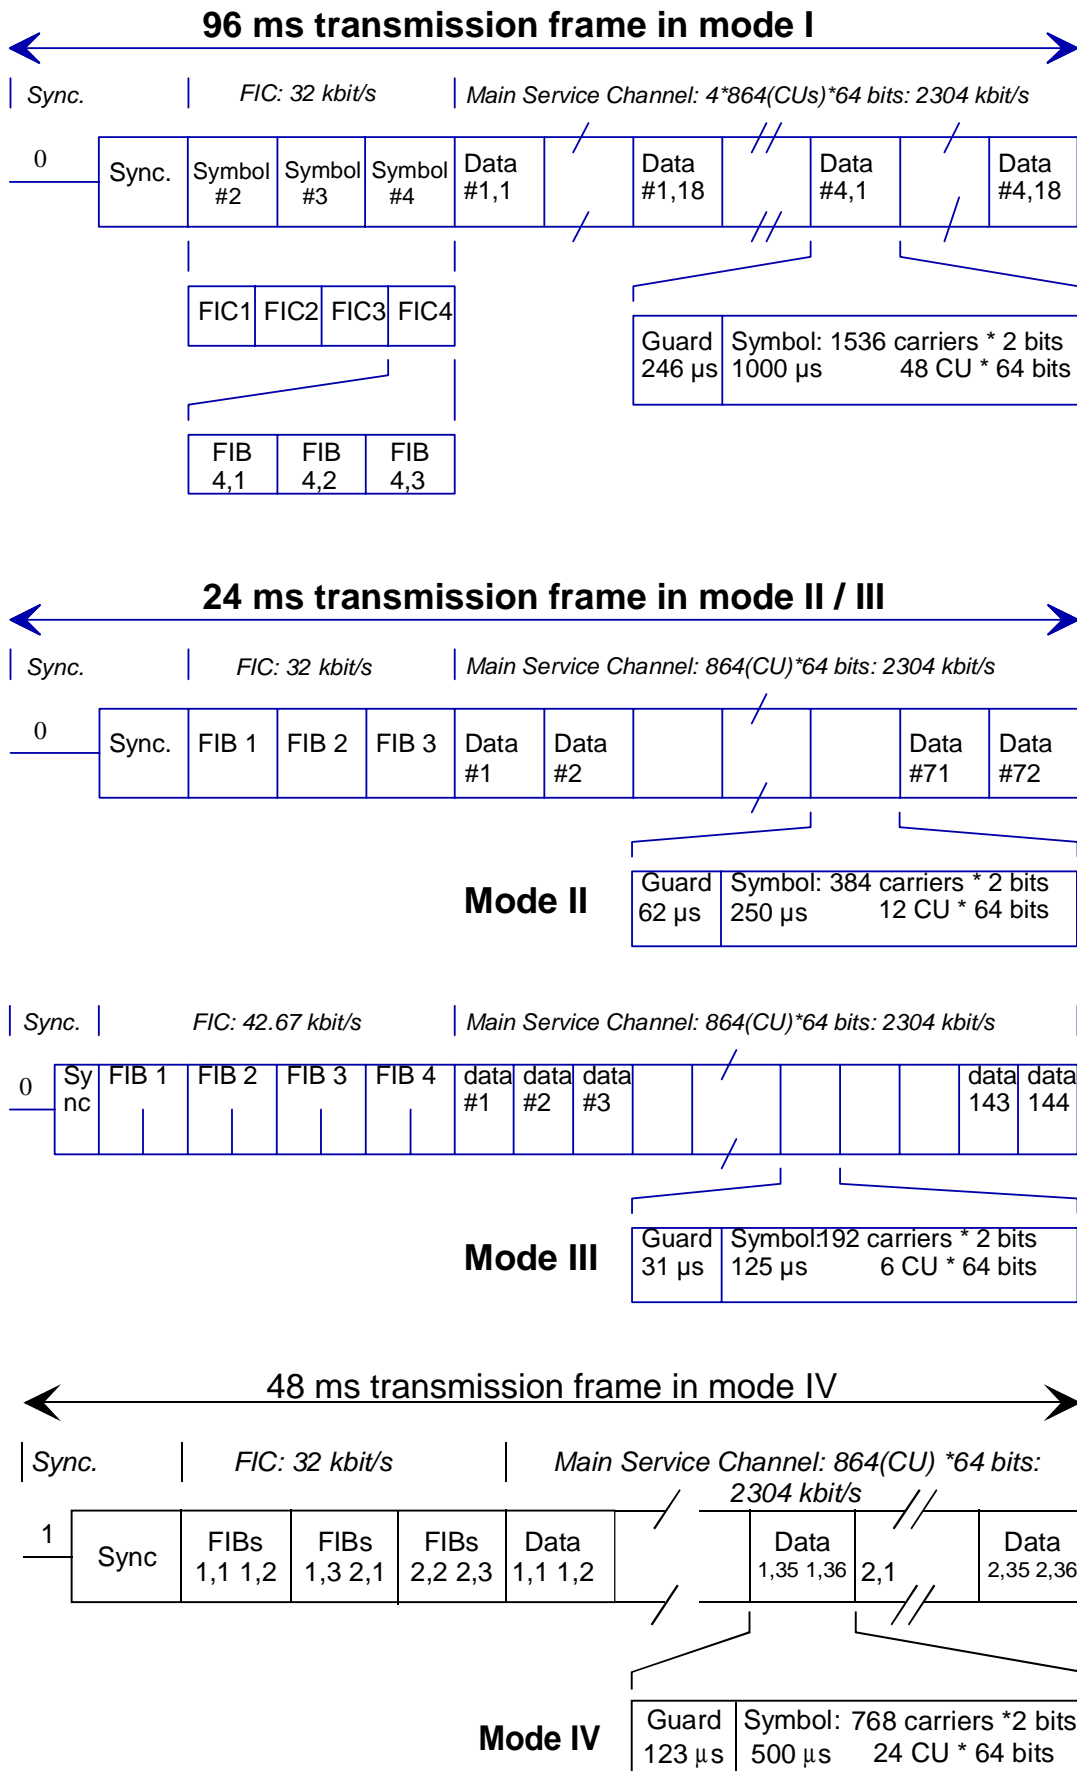 96 ms transmission frame in mode I
Sync. FIC: 32 kbit/s Main Service Channel: 4*864(CUs)*64 bits: 2304 kbit/s
0
Sync. Symbol #2 Symbol #3 Symbol #4 Data #1,1 Data #1,18 Data #4,1 Data #4,18
FIC1 FIC2 FIC3 FIC4
Guard 246 µs Symbol: 1536 carriers * 2 bits
1000 µs 48 CU * 64 bits
FIB 4,1 FIB 4,2 FIB 4,3
24 ms transmission frame in mode II / III
Sync. FIC: 32 kbit/s Main Service Channel: 864(CU)*64 bits: 2304 kbit/s
0
Sync. FIB 1 FIB 2 FIB 3 Data #1 Data #2 Data #71 Data #72
Mode II
Guard 62 µs Symbol: 384 carriers * 2 bits
250 µs 12 CU * 64 bits
Sync. FIC: 42.67 kbit/s Main Service Channel: 864(CU)*64 bits: 2304 kbit/s
0
Sy nc FIB 1 FIB 2 FIB 3 FIB 4 data #1 data #2 data #3 data 143 data 144
Mode III
Guard 31 µs Symbol:192 carriers * 2 bits
125 µs 6 CU * 64 bits
48 ms transmission frame in mode IV
Sync. FIC: 32 kbit/s Main Service Channel: 864(CU) *64 bits:
2304 kbit/s
1
Sync FIBs 1,1 1,2 FIBs 1,3 2,1 FIBs 2,2 2,3 Data 1,1 1,2 Data 1,35 1,36 2,1 Data 2,35 2,36
Mode IV
Guard 123 µs Symbol: 768 carriers *2 bits
500 µs 24 CU * 64 bits